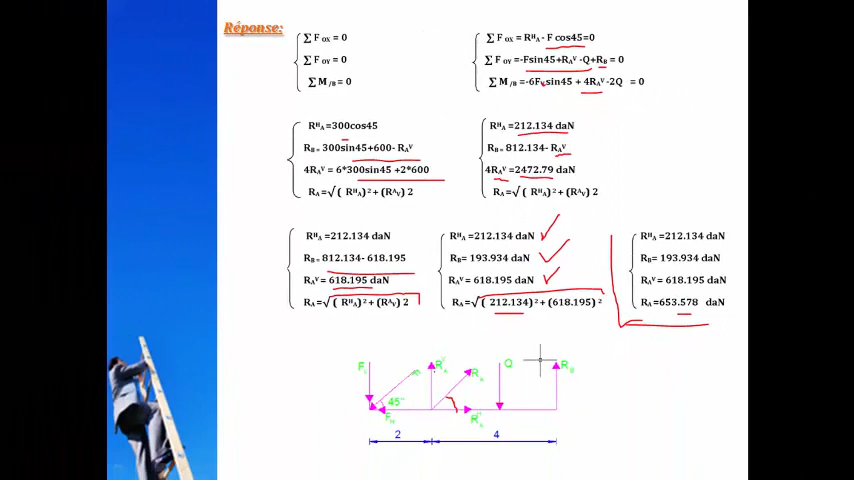 Réponse:
∑ F OX = 0
∑ F OY = 0
∑ M /B = 0
∑ F OX = RᴴA - F cos45=0
∑ F OY =-Fsin45+RAⱽ -Q+RB = 0
∑ M /B =-6F.sin45 + 4RAⱽ -2Q = 0
RᴴA =300cos45
RB = 300sin45+600- RAⱽ
4RAⱽ = 6*300sin45 +2*600
RA =√( RᴴA)² +(RᴬV) 2
RᴴA =212.134 daN
RB = 812.134- RAⱽ
4RAⱽ =2472.79 daN
RA =√( RᴴA)² +(RAV) 2
RᴴA =212.134 daN
RB = 812.134- 618.195
RAⱽ = 618.195 daN
RA =√( RᴴA)² +(RAV) 2
RᴴA =212.134 daN
RB = 193.934 daN
RAⱽ = 618.195 daN
RA =√( 212.134)² +(618.195) ²
RᴴA =212.134 daN
RB = 193.934 daN
RAⱽ = 618.195 daN
RA =653.578 daN
RⱽA
RA
Q
RB
45°
FH
RᴴA
2
4